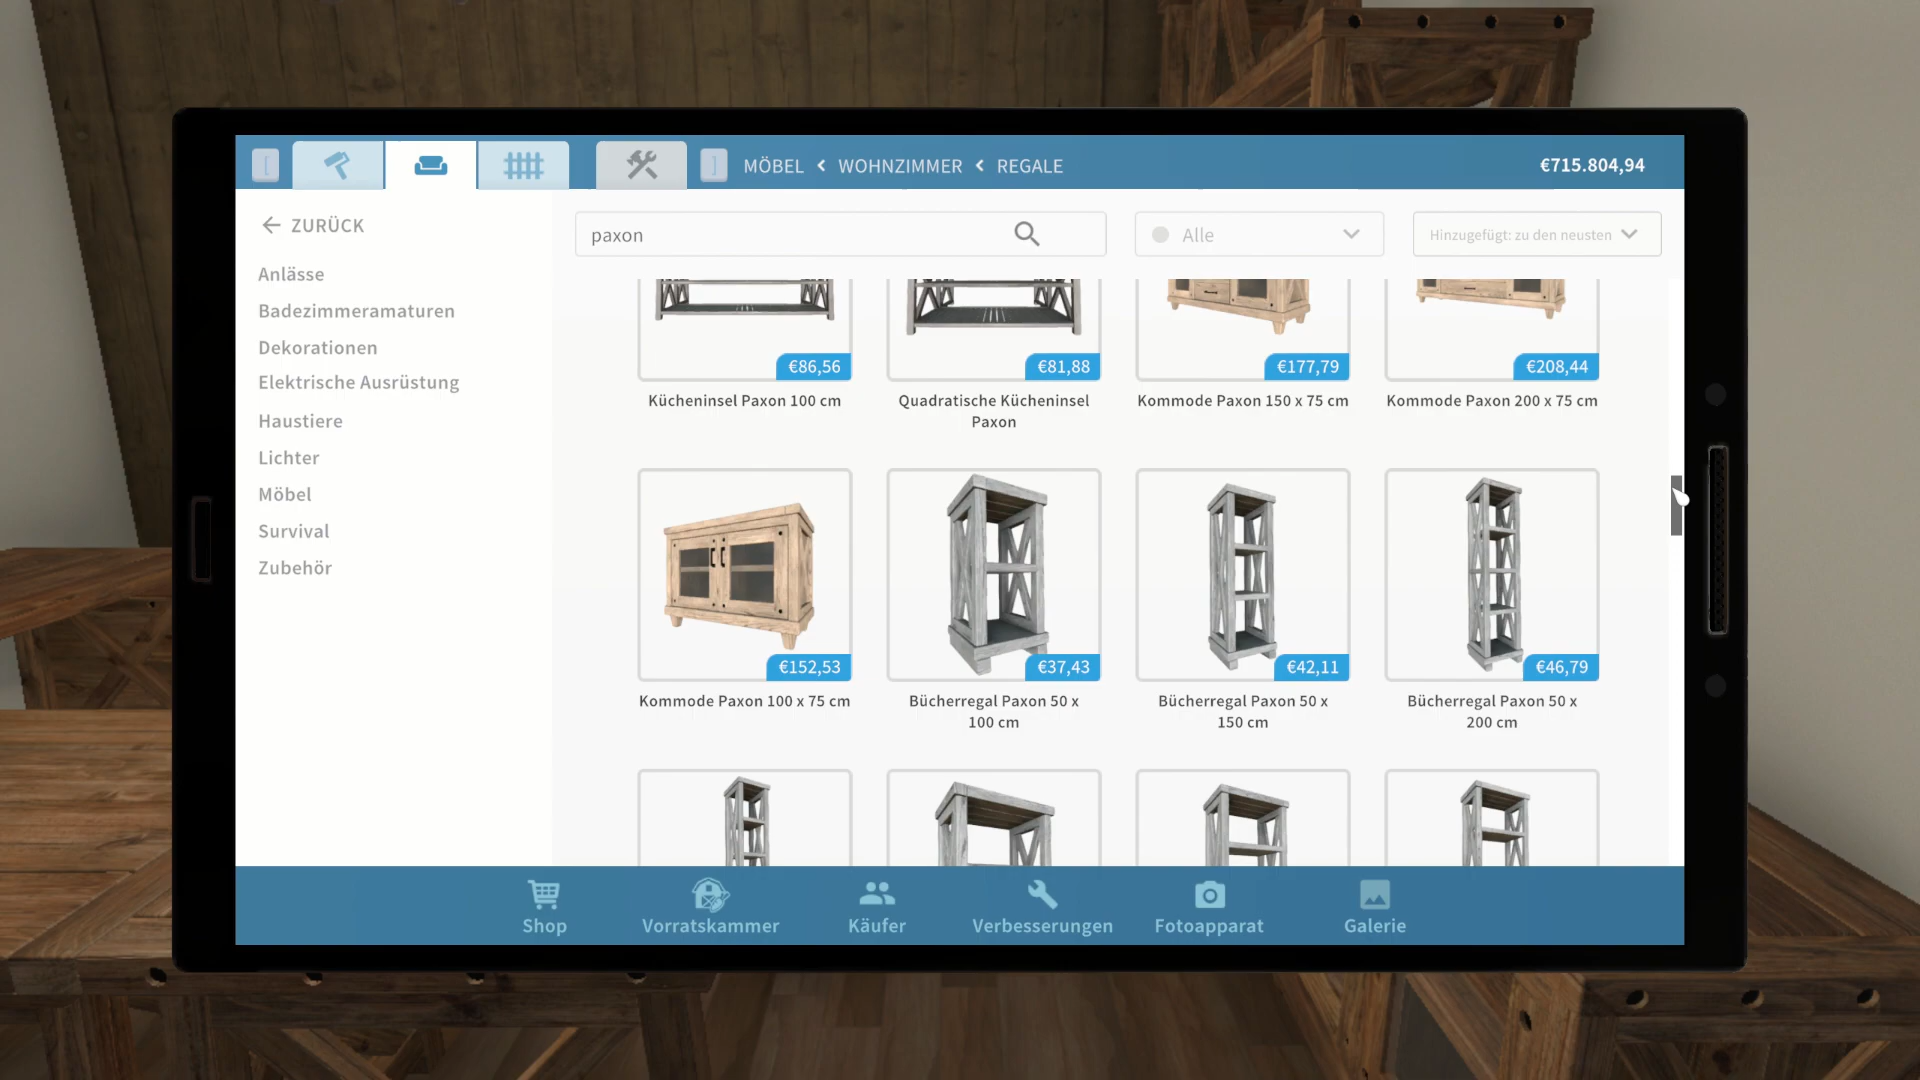 [
]
MÖBEL < WOHNZIMMER < REGALE
€715.804,94
ZURÜCK
Anlässe
Badezimmeramaturen
Dekorationen
Elektrische Ausrüstung
Haustiere
Lichter
Möbel
Survival
Zubehör
paxon
Alle
Hinzugefügt: zu den neusten
€86,56
€81,88
€177,79
€208,44
Kücheninsel Paxon 100 cm
Quadratische Kücheninsel
Paxon
Kommode Paxon 150 x 75 cm
Kommode Paxon 200 x 75 cm
€152,53
€37,43
€42,11
€46,79
Kommode Paxon 100 x 75 cm
Bücherregal Paxon 50 x
100 cm
Bücherregal Paxon 50 x
150 cm
Bücherregal Paxon 50 x
200 cm
Shop
Vorratskammer
Käufer
Verbesserungen
Fotoapparat
Galerie